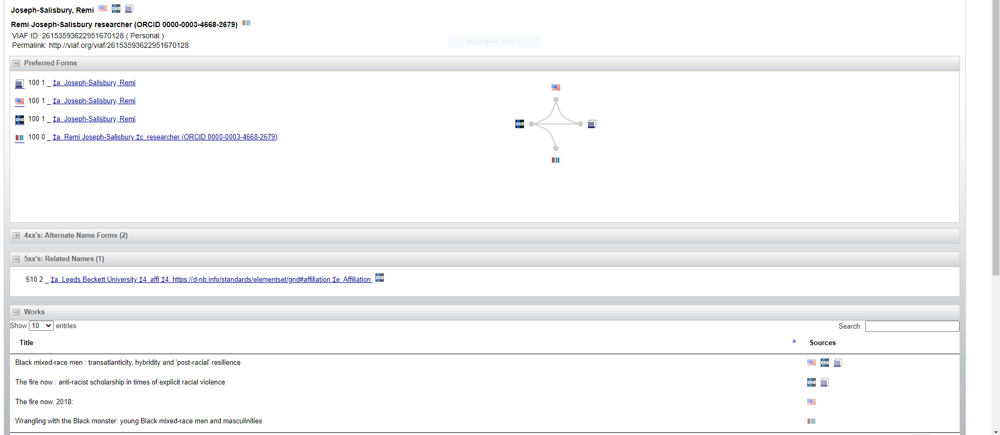 Joseph-Salisbury, Remi DNB
Remi Joseph-Salisbury researcher (ORCID 0000-0003-4668-2679)
VIAF ID: 26153593622951670128 ( Personal )
Permalink: http://viaf.org/viaf/26153593622951670128
Rectangular Snip
Preferred Forms
100 1 _ ‡a Joseph-Salisbury, Remi
100 1 _ ‡a Joseph-Salisbury, Remi
DNB 100 1 _ ‡a Joseph-Salisbury, Remi
100 0 _ ‡a Remi Joseph-Salisbury ‡c researcher (ORCID 0000-0003-4668-2679)
DNB
4xx's: Alternate Name Forms (2)
5xx's: Related Names (1)
510 2 _ ‡a Leeds Beckett University ‡4 affi ‡4 https://d-nb.info/standards/elementset/gnd#affiliation ‡e Affiliation DNB
Works
Show 10 entries Search:
Title Sources
Black mixed-race men : transatlanticity, hybridity and 'post-racial' resilience DNB
The fire now : anti-racist scholarship in times of explicit racial violence DNB
The fire now, 2018:
Wrangling with the Black monster: young Black mixed-race men and masculinities